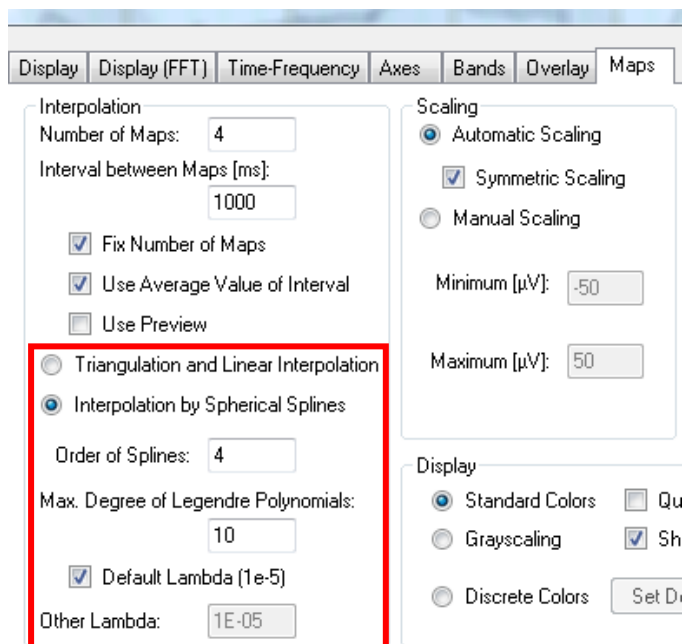 Display Display (FFT) Time-Frequency Axes Bands Overlay Maps
Interpolation
Number of Maps: 4
Interval between Maps [ms]:
1000
Fix Number of Maps
Use Average Value of Interval
Use Preview
Triangulation and Linear Interpolation
Interpolation by Spherical Splines
Order of Splines: 4
Max. Degree of Legendre Polynomials:
10
Default Lambda (1e-5)
Other Lambda: 1E-05
Scaling
Automatic Scaling
Symmetric Scaling
Manual Scaling
Minimum [µV]: -50
Maximum [µV]: 50
Display
Standard Colors Qu
Grayscaling Sh
Discrete Colors Set D